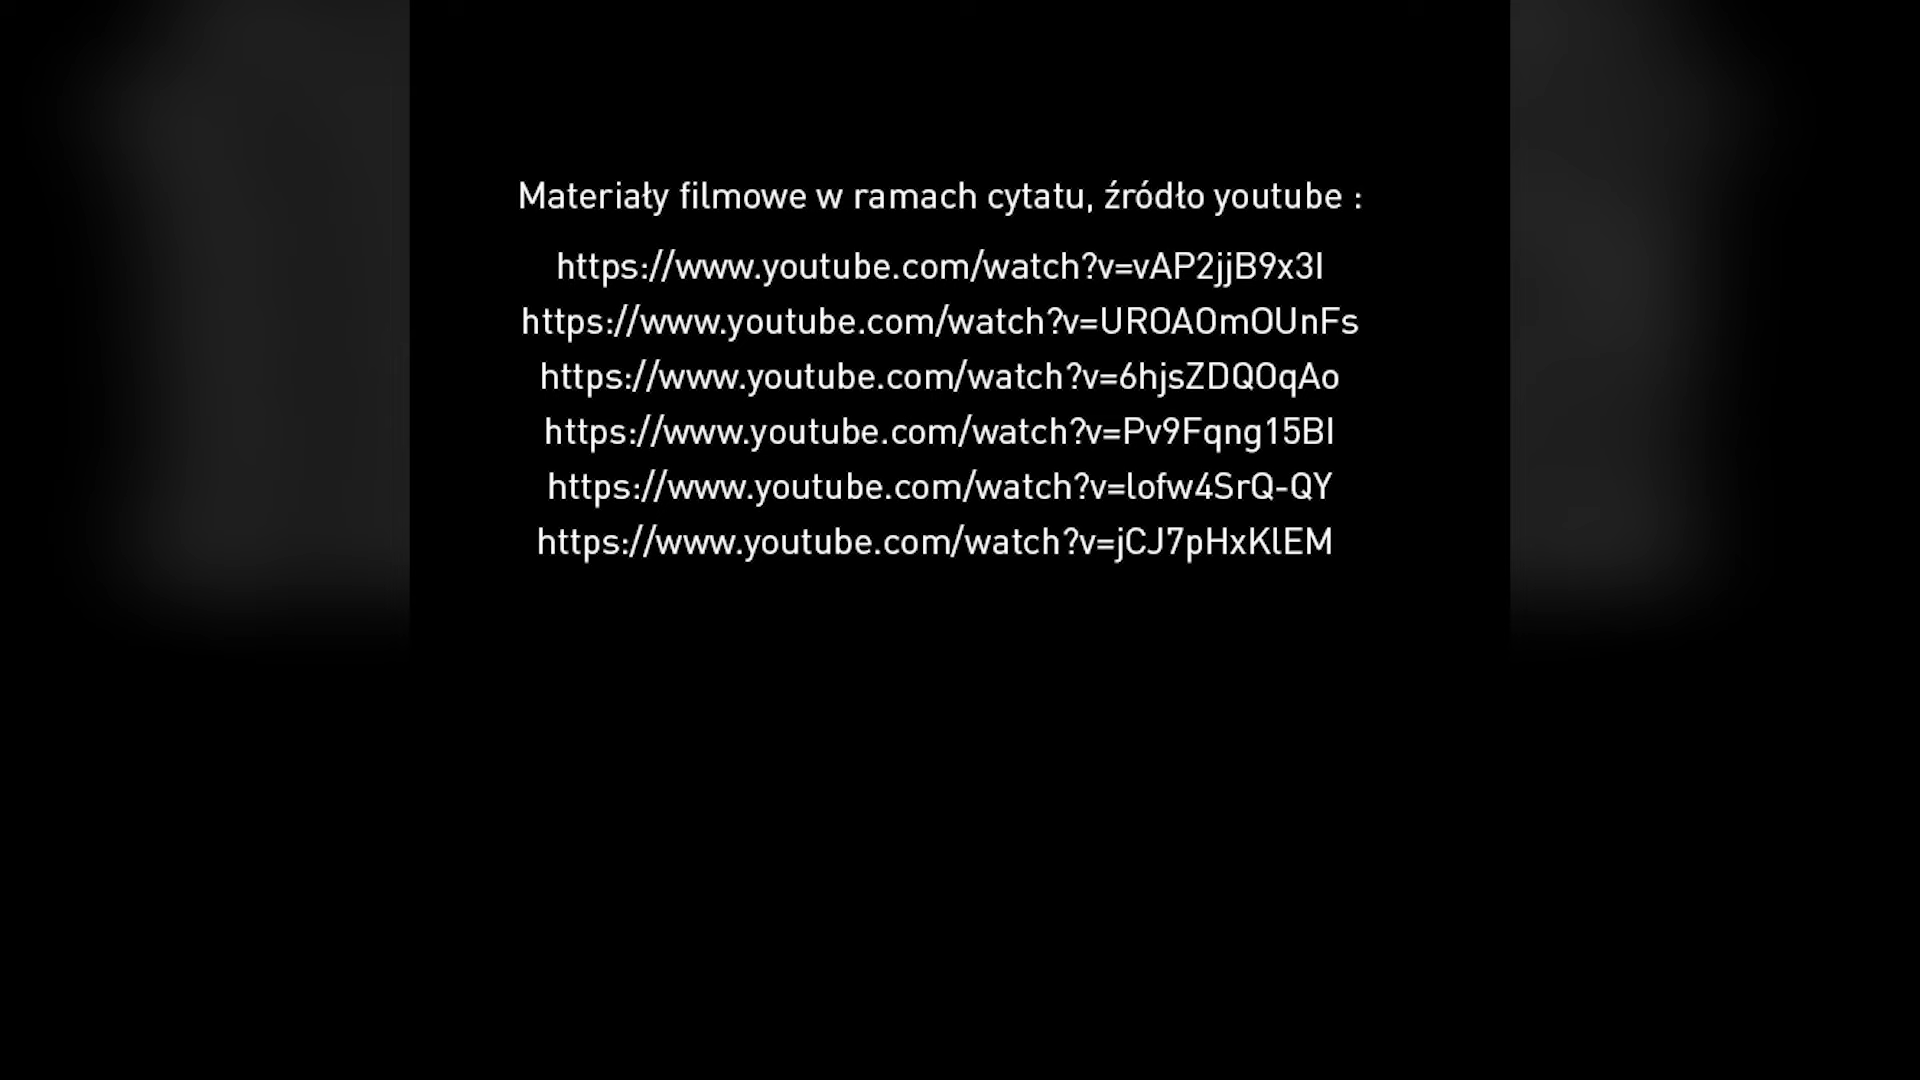 Materiały filmowe w ramach cytatu, źródło youtube :
https://www.youtube.com/watch?v=vAP2jjB9x3I
https://www.youtube.com/watch?v=UROAOmOUnFs
https://www.youtube.com/watch?v=6hjsZDQOqAo
https://www.youtube.com/watch?v=Pv9Fqng15BI
https://www.youtube.com/watch?v=lofw4SrQ-QY
https://www.youtube.com/watch?v=jCJ7pHxKlEM